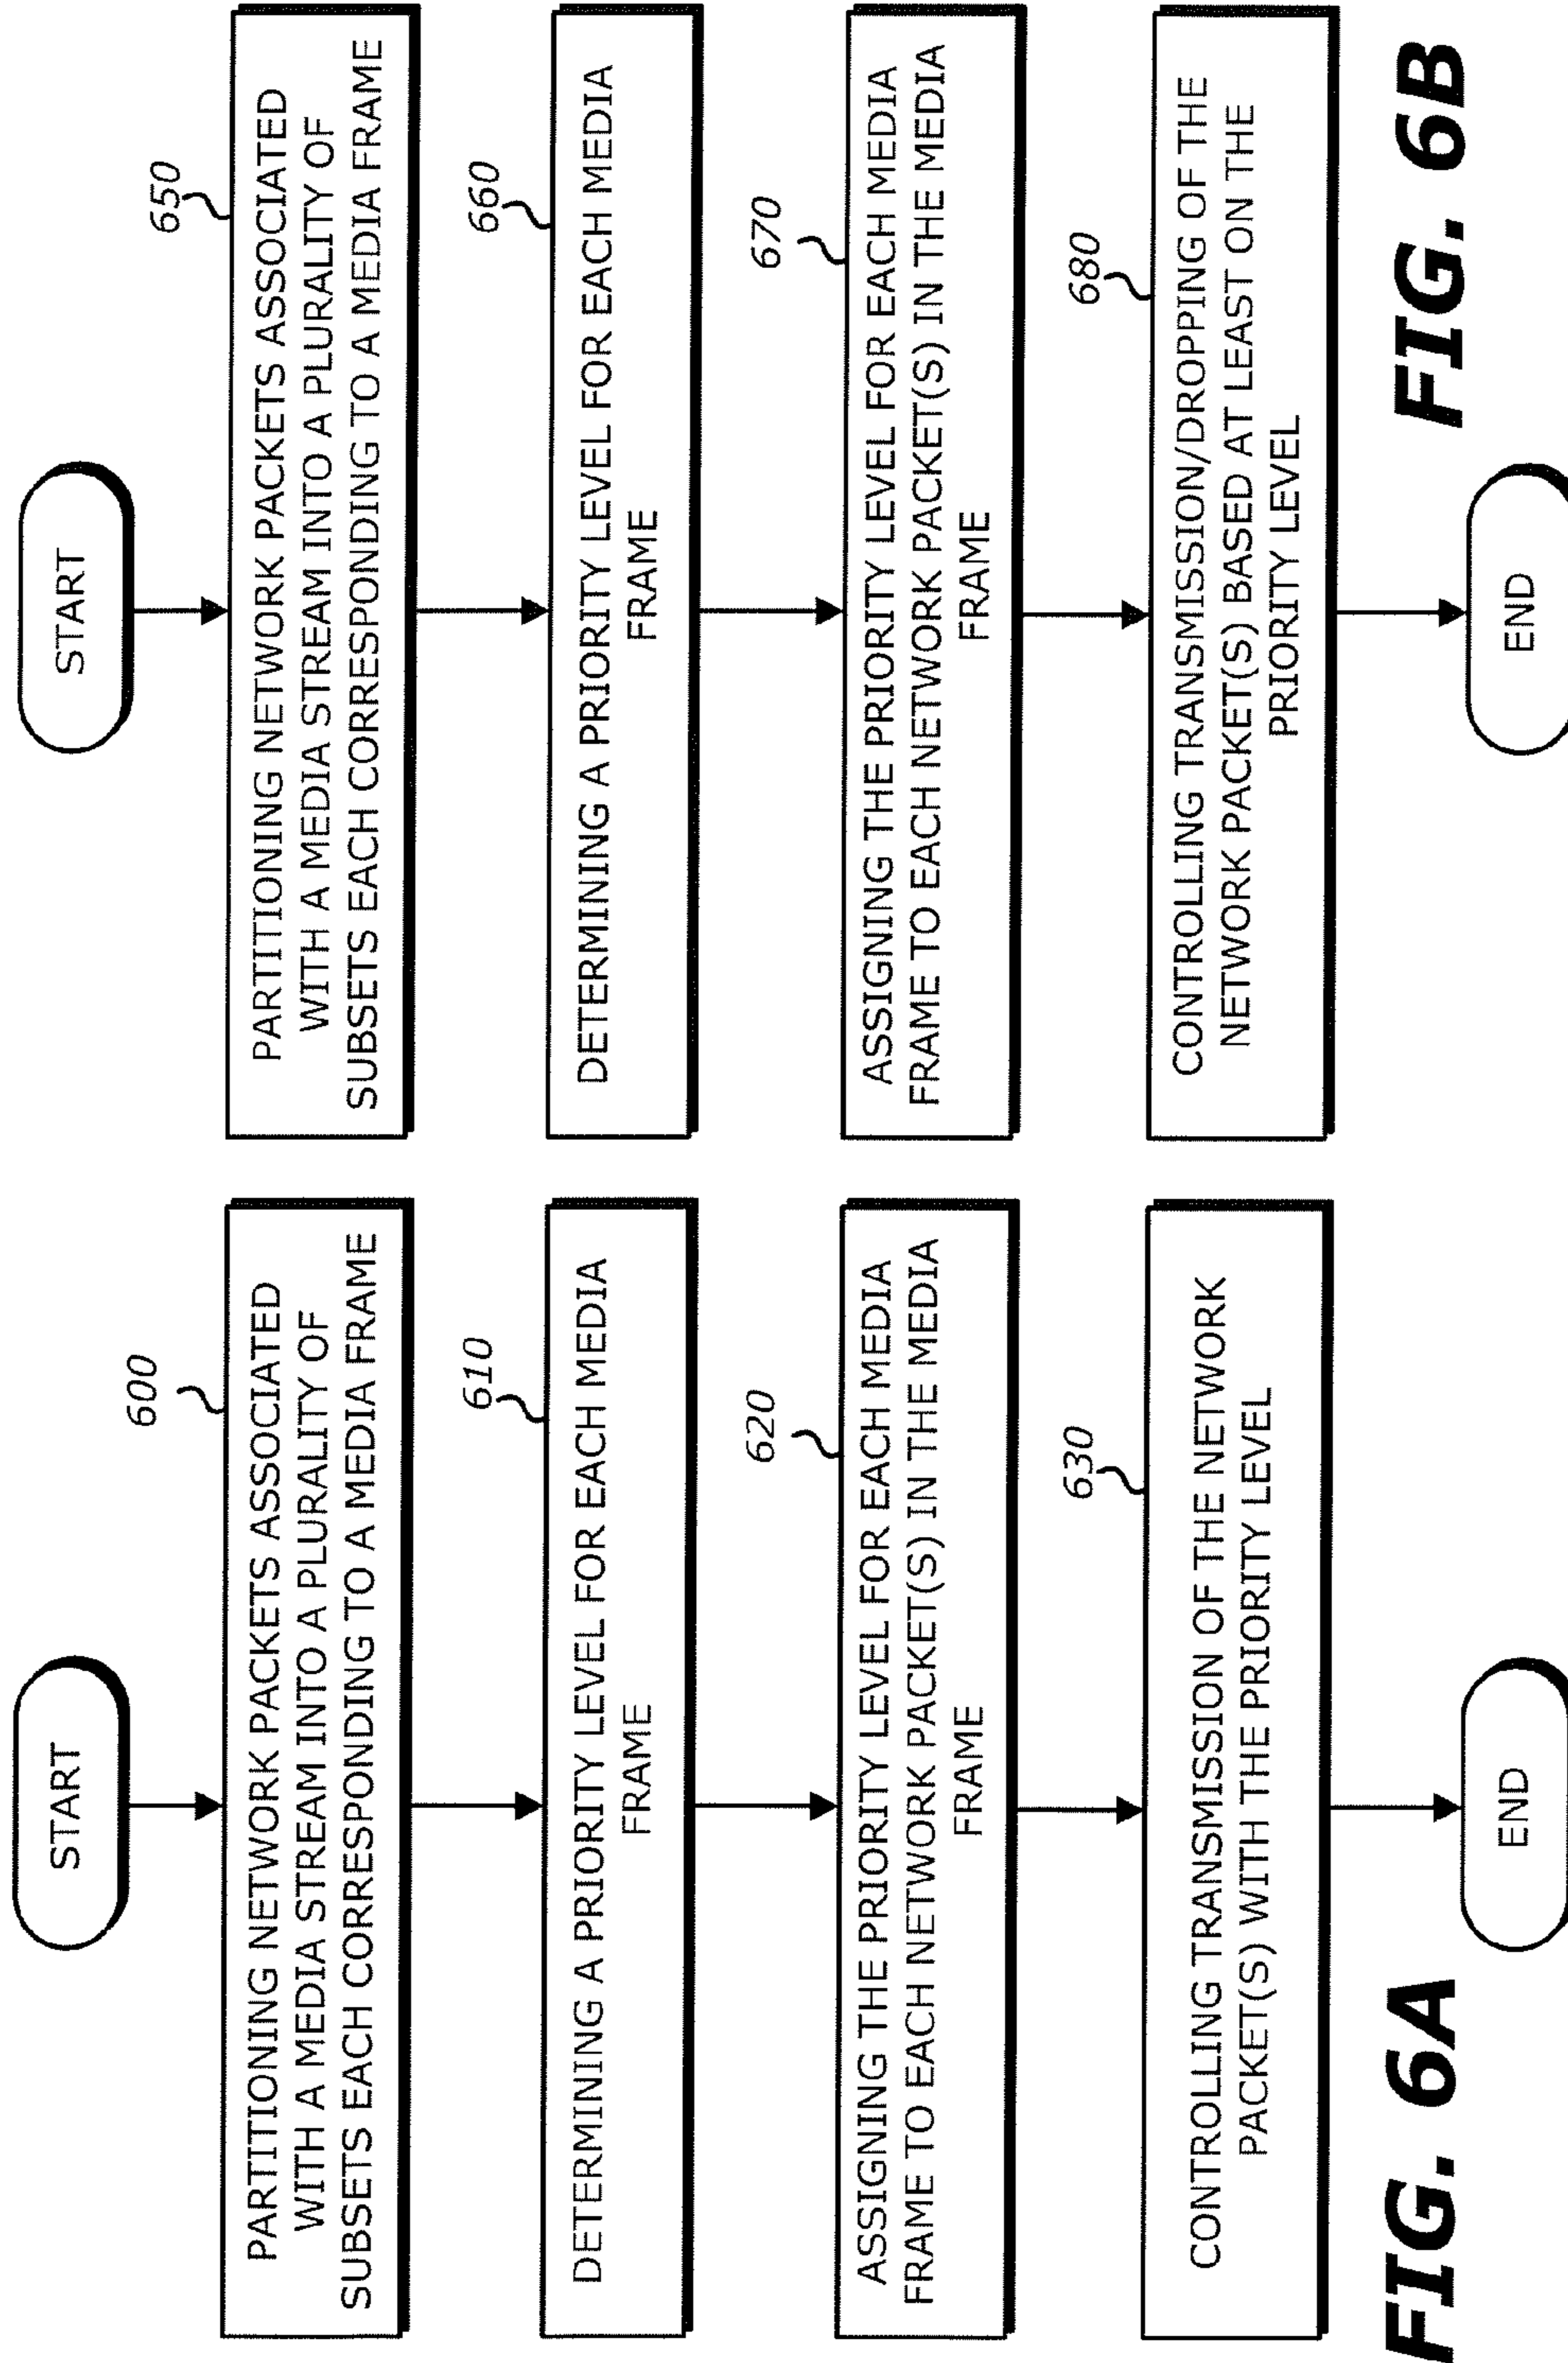 START
600
PARTITIONING NETWORK PACKETS ASSOCIATED
WITH A MEDIA STREAM INTO A PLURALITY OF
SUBSETS EACH CORRESPONDING TO A MEDIA FRAME
610
DETERMINING A PRIORITY LEVEL FOR EACH MEDIA
FRAME
620
ASSIGNING THE PRIORITY LEVEL FOR EACH MEDIA
FRAME TO EACH NETWORK PACKET(S) IN THE MEDIA
FRAME
630
CONTROLLING TRANSMISSION OF THE NETWORK
PACKET(S) WITH THE PRIORITY LEVEL
END
FIG. 6A
START
650
PARTITIONING NETWORK PACKETS ASSOCIATED
WITH A MEDIA STREAM INTO A PLURALITY OF
SUBSETS EACH CORRESPONDING TO A MEDIA FRAME
660
DETERMINING A PRIORITY LEVEL FOR EACH MEDIA
FRAME
670
ASSIGNING THE PRIORITY LEVEL FOR EACH MEDIA
FRAME TO EACH NETWORK PACKET(S) IN THE MEDIA
FRAME
680
CONTROLLING TRANSMISSION/DROPPING OF THE
NETWORK PACKET(S) BASED AT LEAST ON THE
PRIORITY LEVEL
END
FIG. 6B